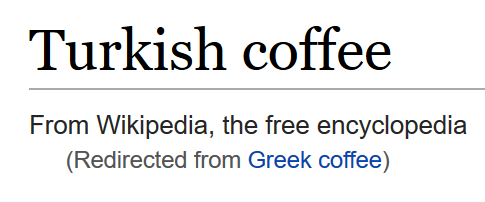 Turkish coffee
From Wikipedia, the free encyclopedia
(Redirected from Greek coffee)